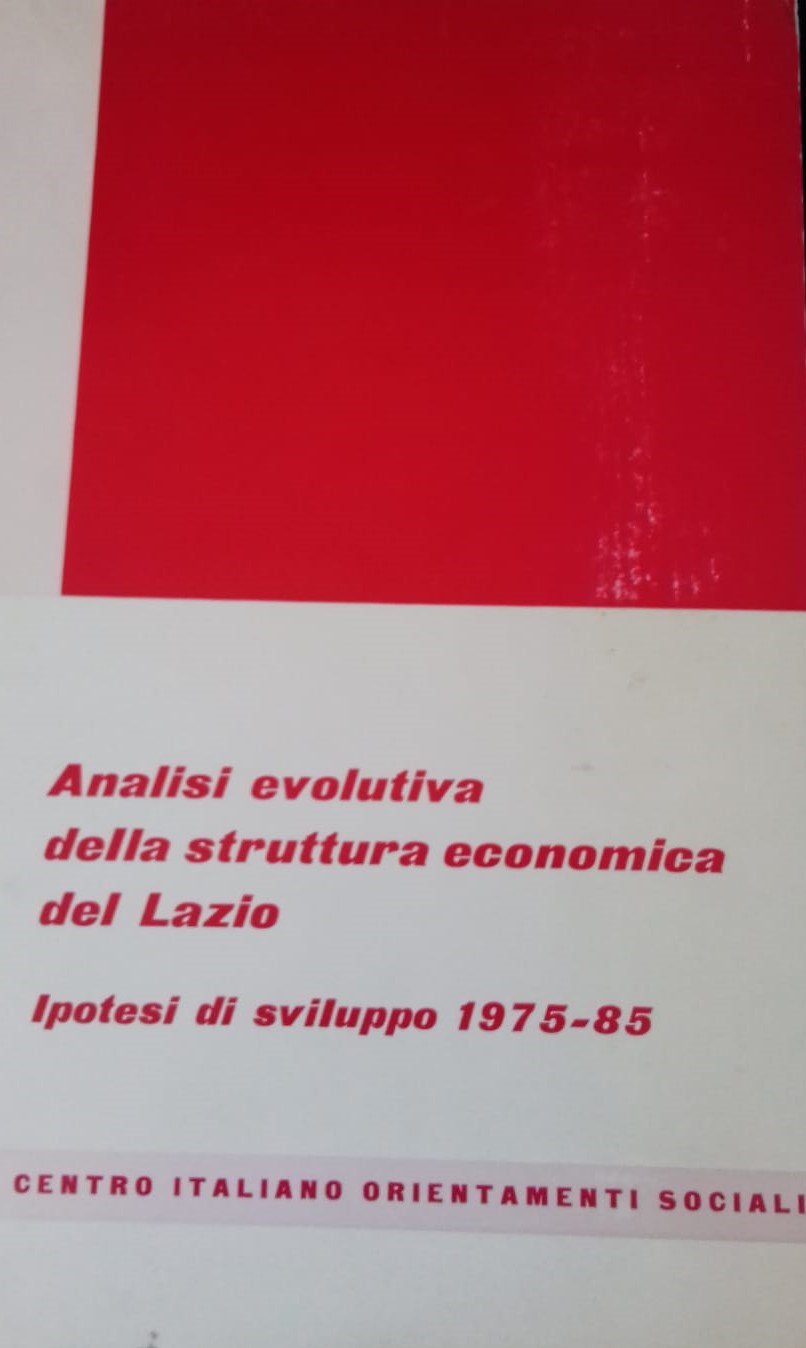 Analisi evolutiva
della struttura economica
del Lazio
Ipotesi di sviluppo 1975-85
CENTRO ITALIANO ORIENTAMENTI SOCIALI